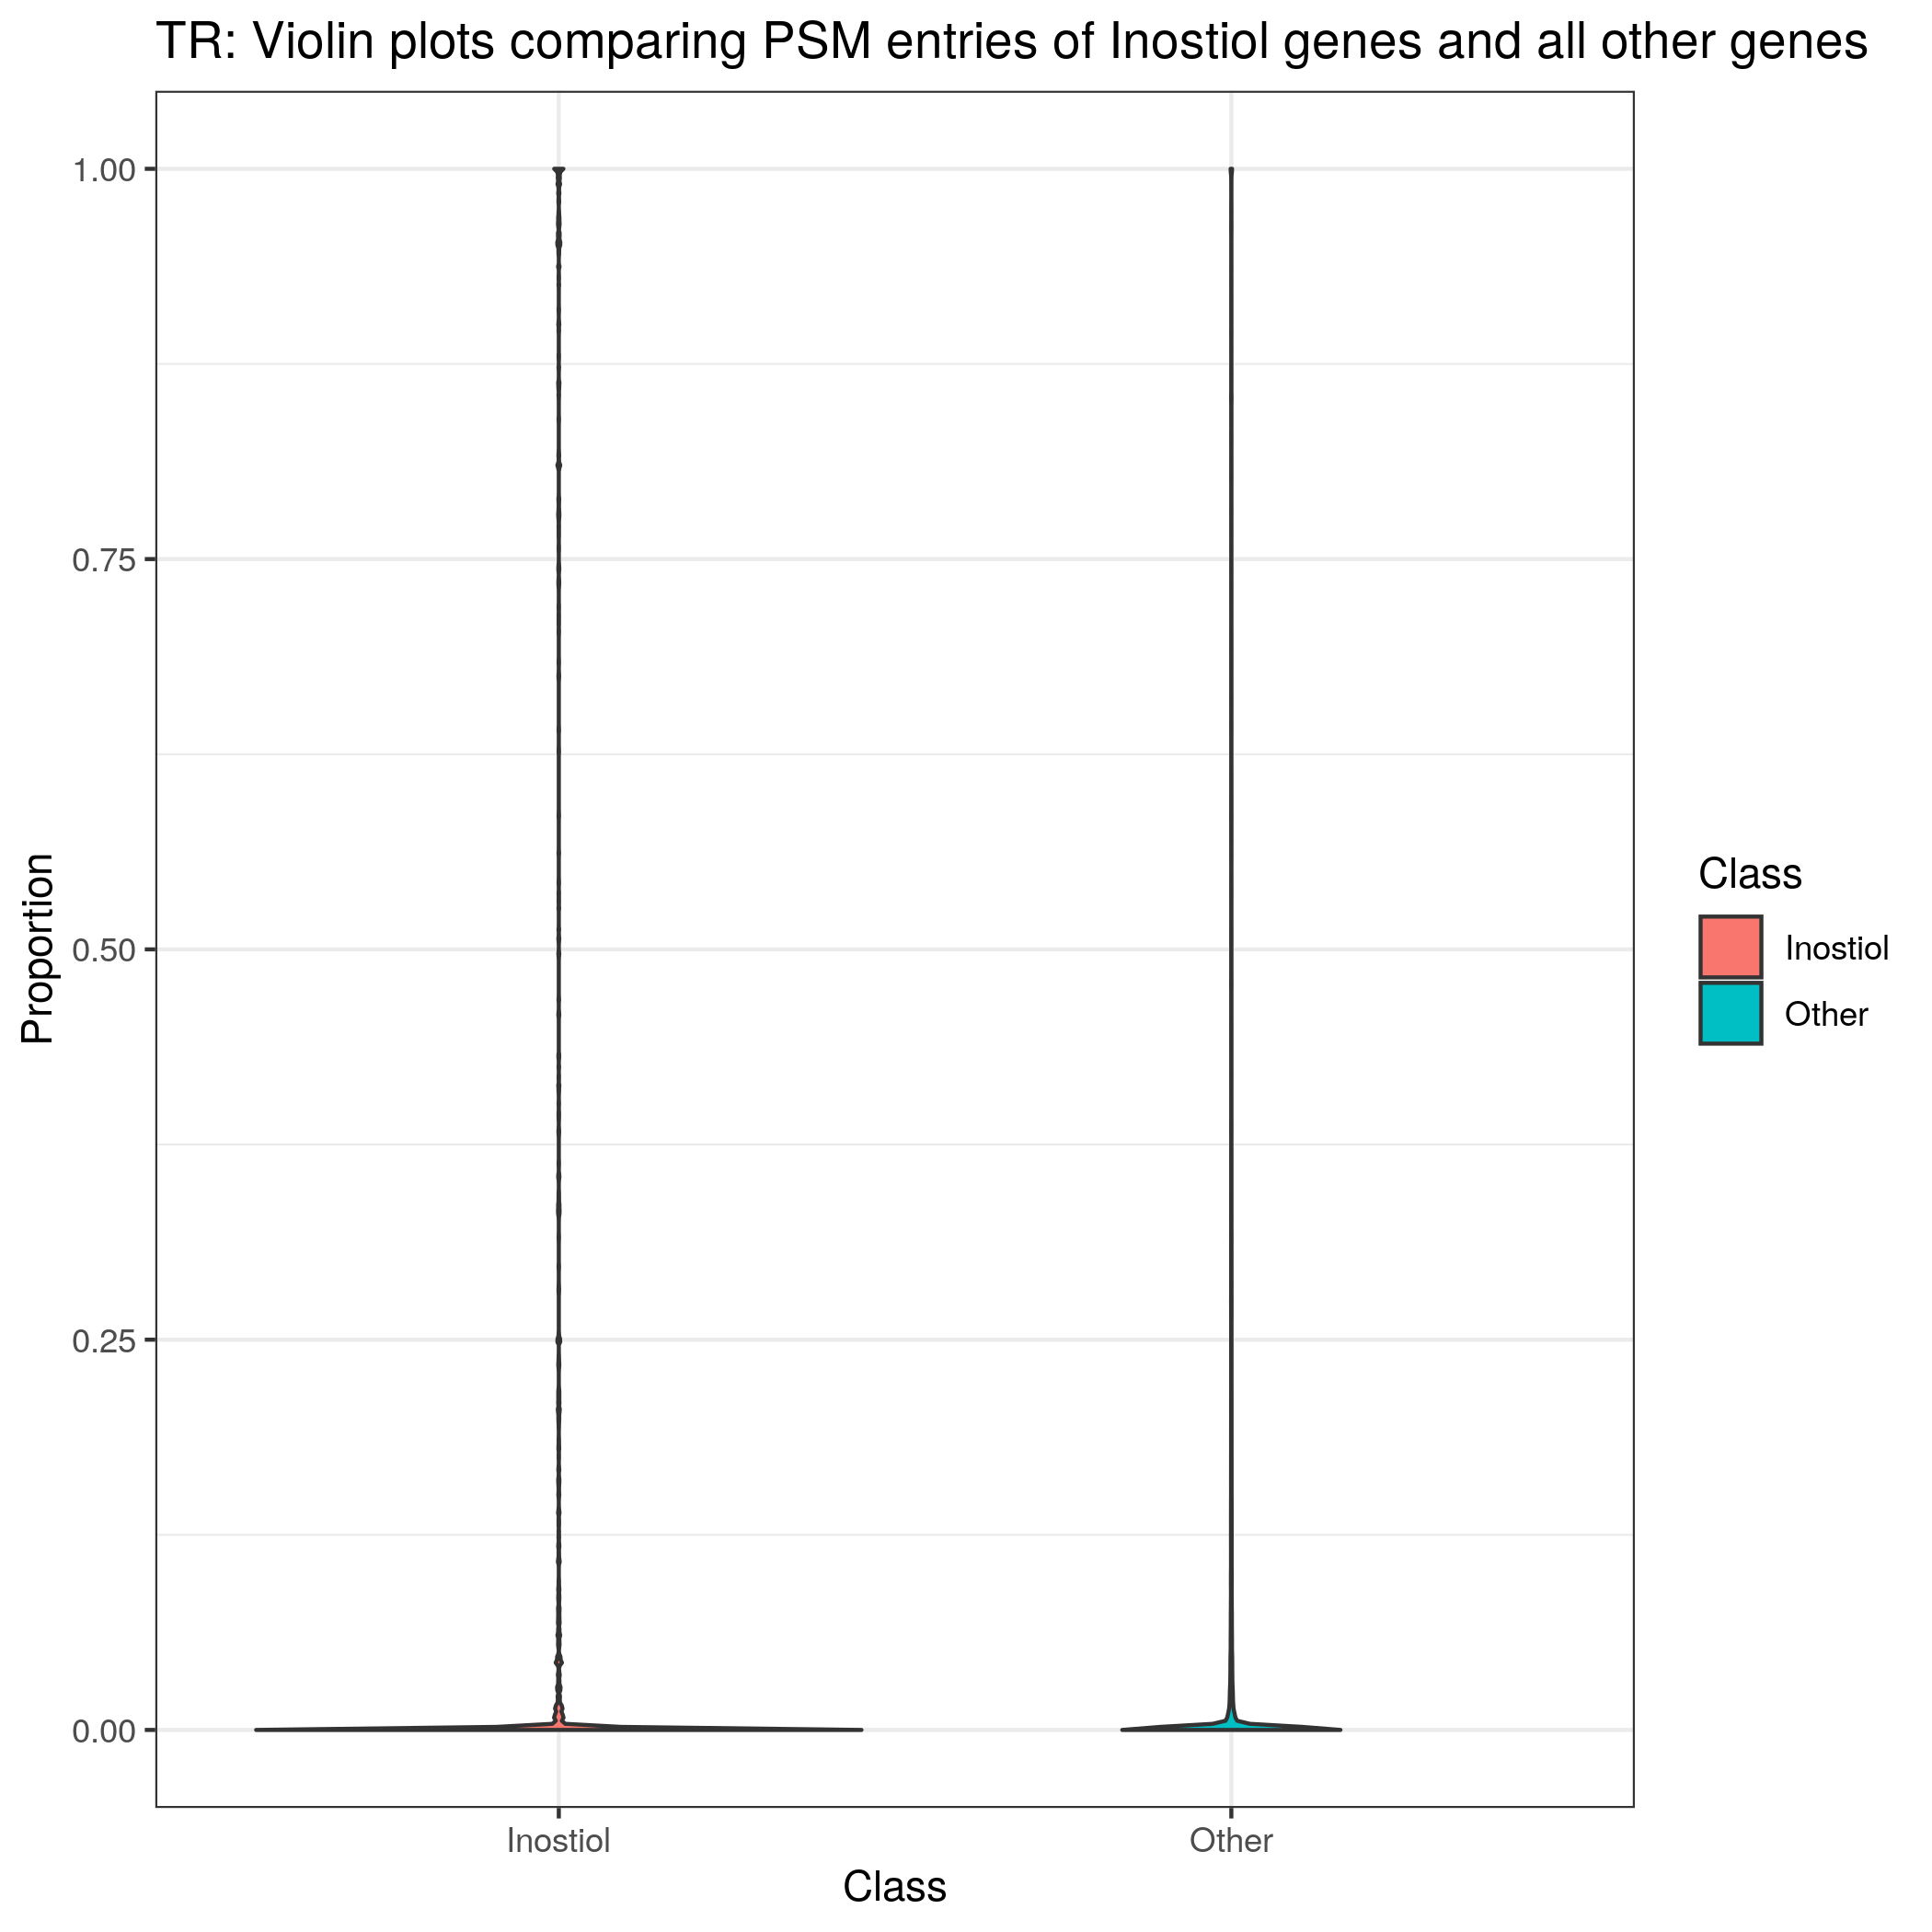 TR: Violin plots comparing PSM entries of Inostiol genes and all other genes
1.00
0.75
0.50
0.25
0.00
Proportion
Inostiol
Other
Class
Class
Inostiol
Other